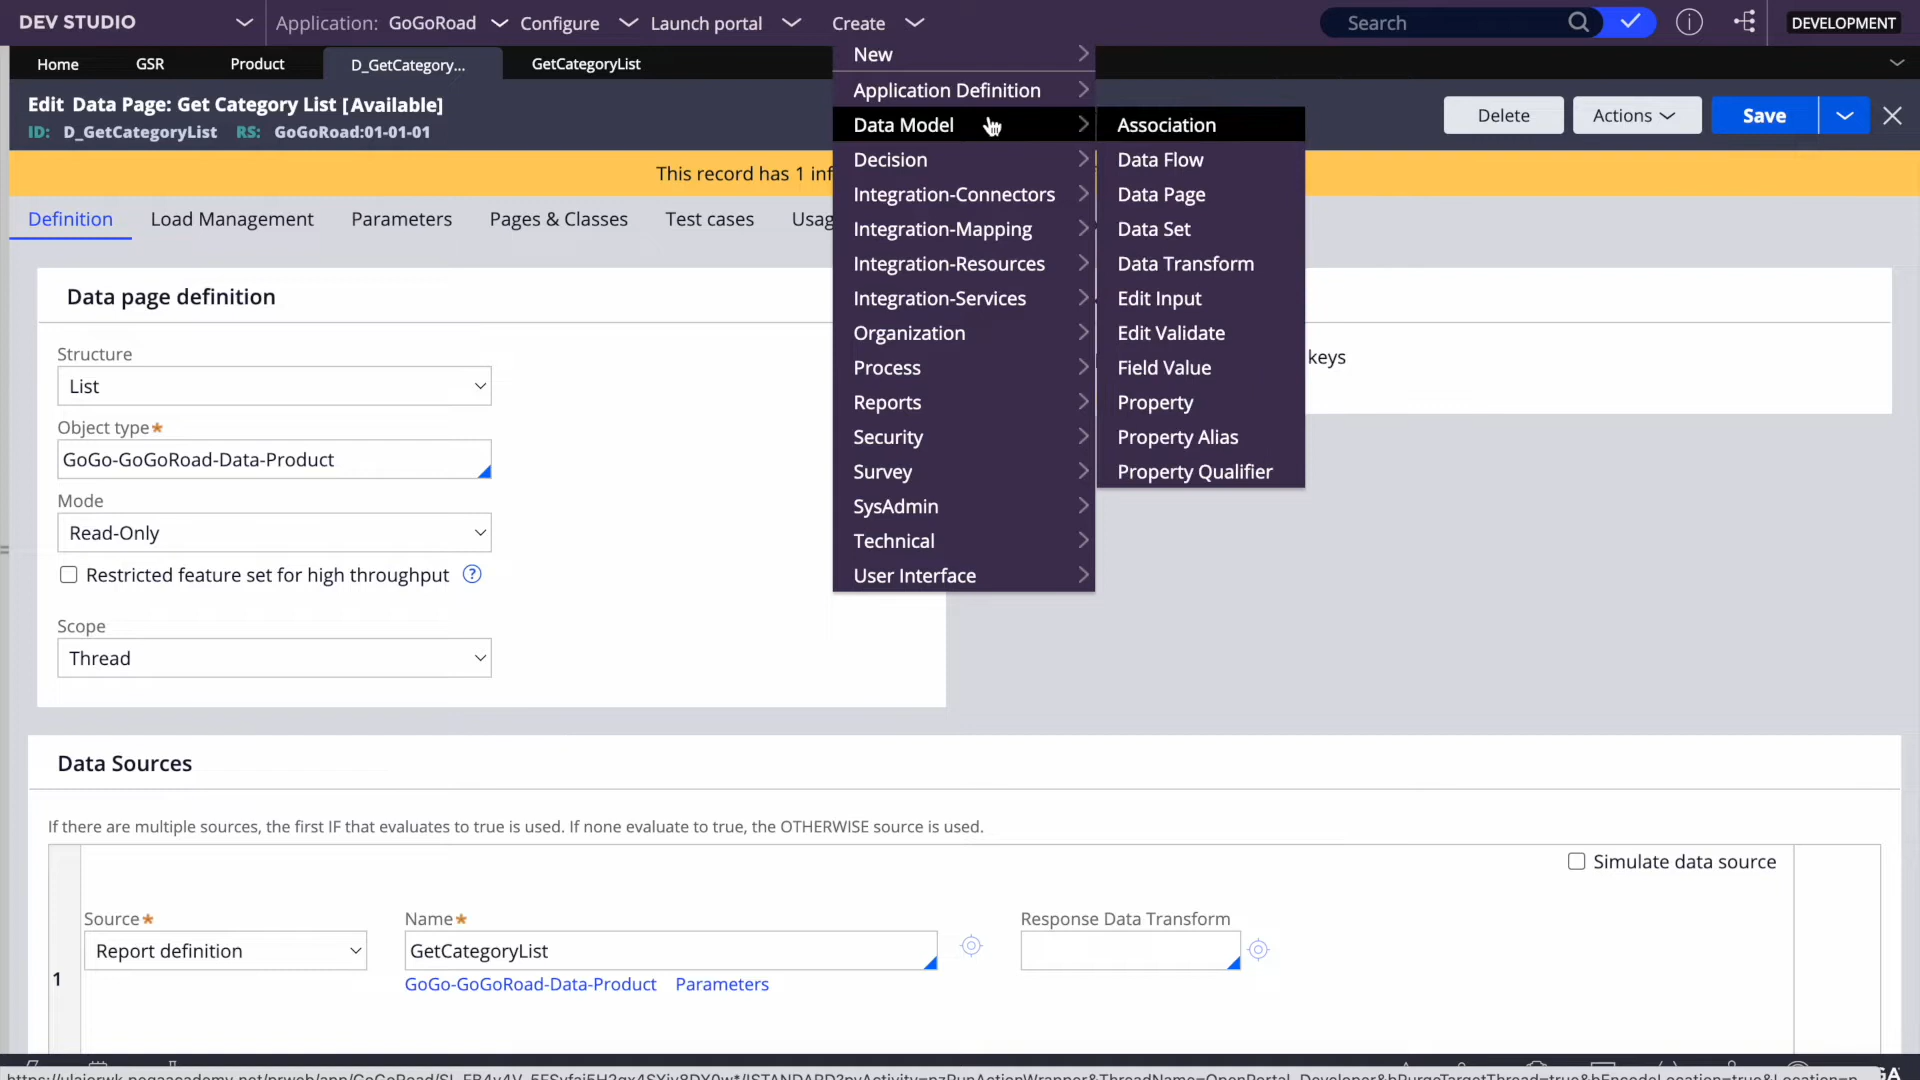 DEV STUDIO Application: GoGoRoad Configure Launch portal Create Search DEVELOPMENT
Home GSR Product D_GetCategory... GetCategoryList
Edit Data Page: Get Category List [Available]
ID: D_GetCategoryList RS: GoGoRoad:01-01-01
Delete Actions Save
This record has 1 inf
Definition Load Management Parameters Pages & Classes Test cases Usag
New
Application Definition
Data Model
Decision
Integration-Connectors
Integration-Mapping
Integration-Resources
Integration-Services
Organization
Process
Reports
Security
Survey
SysAdmin
Technical
User Interface
Association
Data Flow
Data Page
Data Set
Data Transform
Edit Input
Edit Validate
Field Value
Property
Property Alias
Property Qualifier
keys
Data page definition
Structure
List
Object type*
GoGo-GoGoRoad-Data-Product
Mode
Read-Only
Restricted feature set for high throughput ?
Scope
Thread
Data Sources
If there are multiple sources, the first IF that evaluates to true is used. If none evaluate to true, the OTHERWISE source is used.
Simulate data source
Source* Name* Response Data Transform
Report definition GetCategoryList
1
GoGo-GoGoRoad-Data-Product Parameters